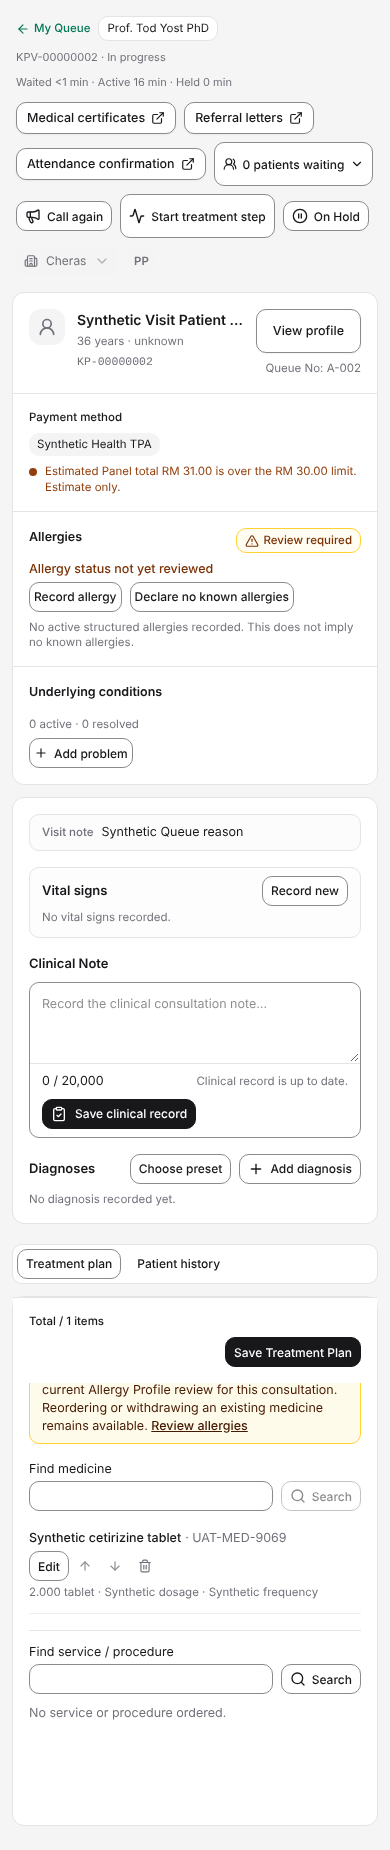 My Queue
Prof. Tod Yost PhD
KPV-00000002 · In progress
Waited <1 min · Active 16 min · Held 0 min
Medical certificates
Referral letters
Attendance confirmation
0 patients waiting
Call again
Start treatment step
On Hold
Cheras
PP
Synthetic Visit Patient ...
View profile
36 years · unknown
KP-00000002
Queue No: A-002
Payment method
Synthetic Health TPA
Estimated Panel total RM 31.00 is over the RM 30.00 limit.
Estimate only.
Allergies
Review required
Allergy status not yet reviewed
Record allergy
Declare no known allergies
No active structured allergies recorded. This does not imply
no known allergies.
Underlying conditions
0 active · 0 resolved
Add problem
Visit note Synthetic Queue reason
Vital signs
Record new
No vital signs recorded.
Clinical Note
Record the clinical consultation note...
0 / 20,000
Clinical record is up to date.
Save clinical record
Diagnoses
Choose preset
Add diagnosis
No diagnosis recorded yet.
Treatment plan
Patient history
Total / 1 items
Save Treatment Plan
current Allergy Profile review for this consultation.
Reordering or withdrawing an existing medicine
remains available. Review allergies
Find medicine
Search
Synthetic cetirizine tablet · UAT-MED-9069
Edit
2.000 tablet · Synthetic dosage · Synthetic frequency
Find service / procedure
Search
No service or procedure ordered.